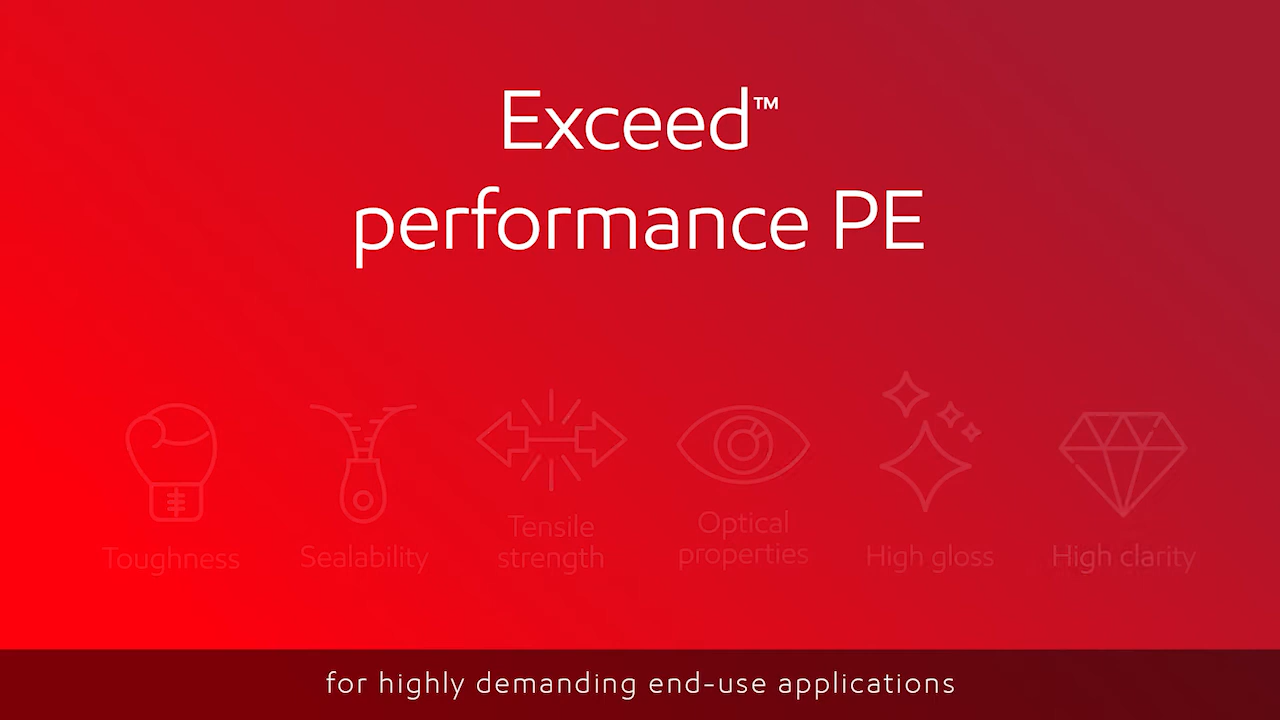 Exceed™
performance PE
Toughness
Sealability
Tensile
strength
Optical
properties
High gloss
High clarity
for highly demanding end-use applications